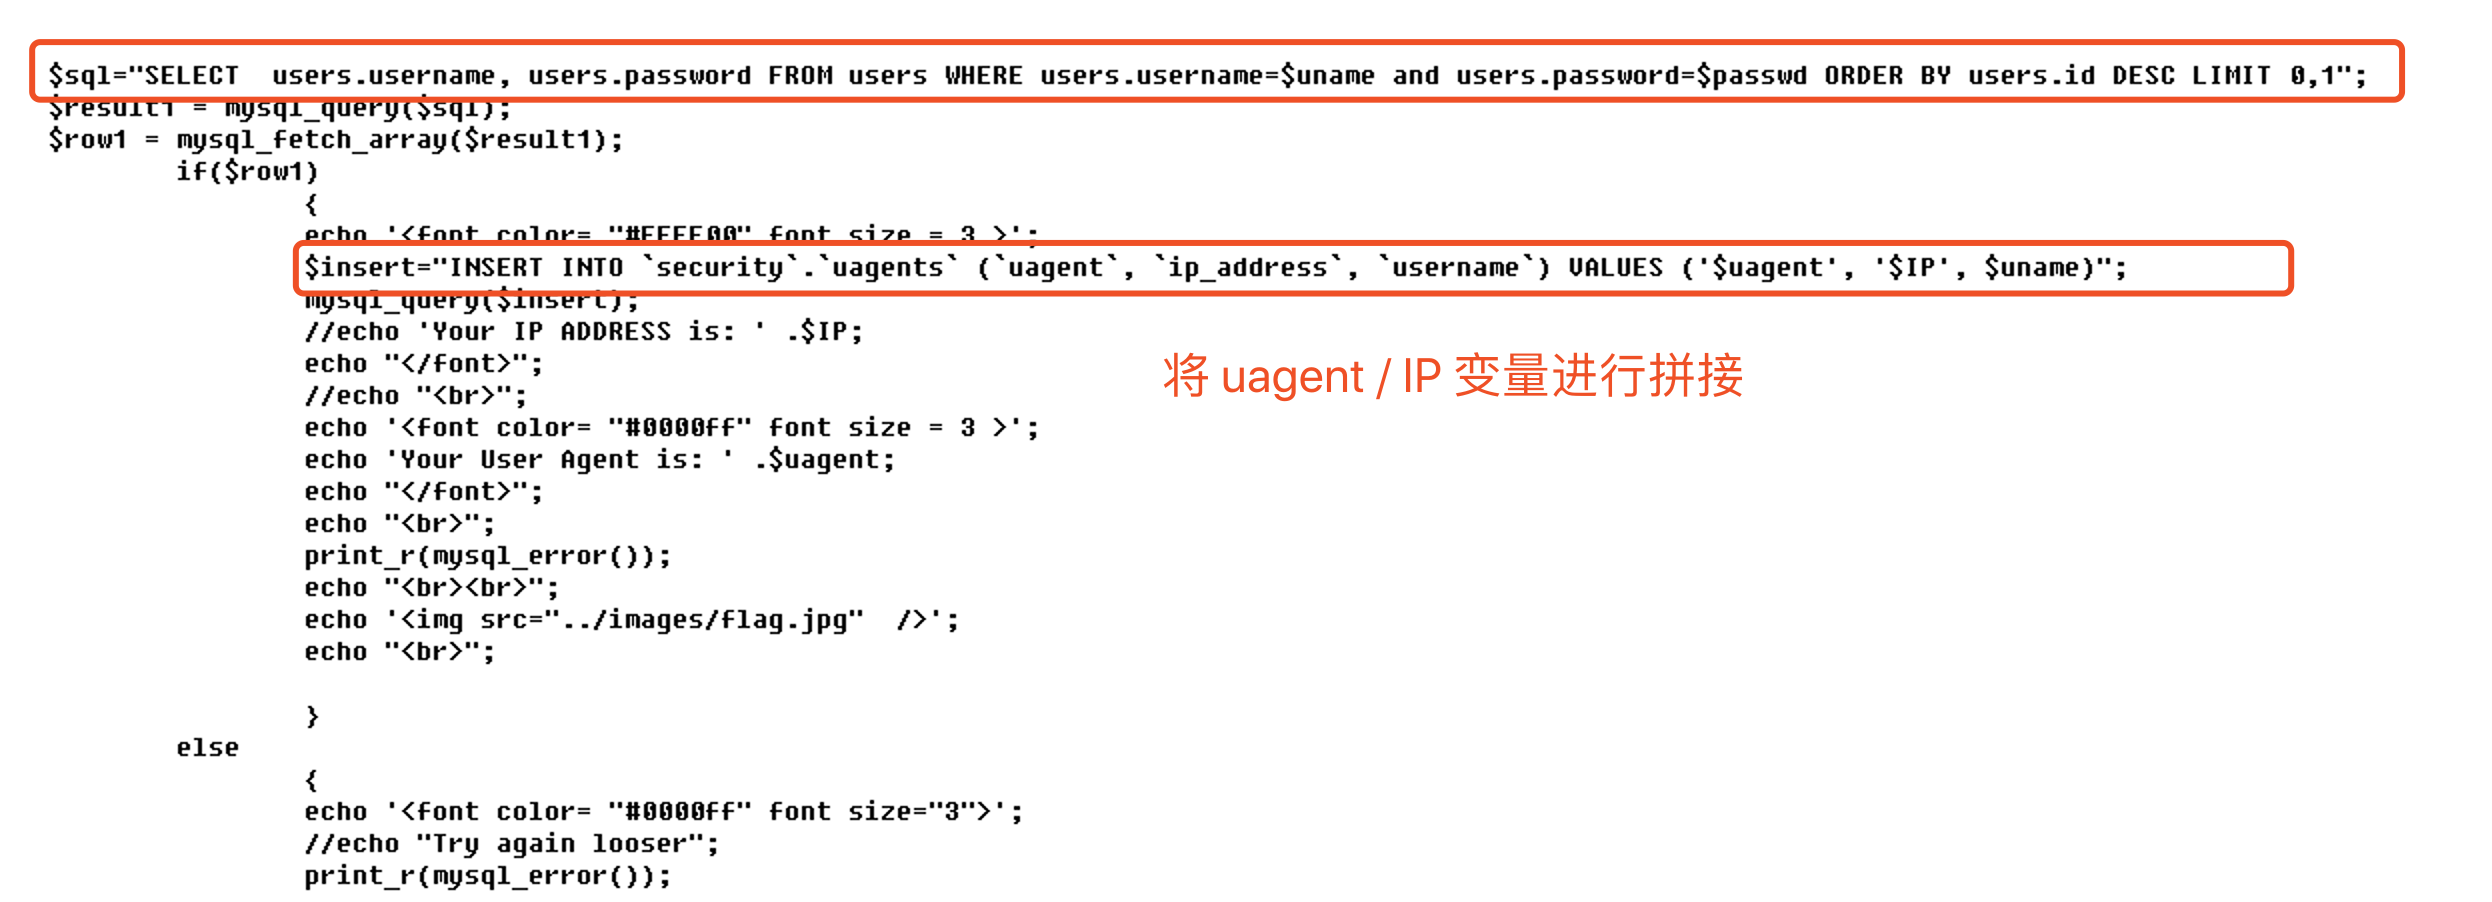 $sql="SELECT  users.username, users.password FROM users WHERE users.username=$uname and users.password=$passwd ORDER BY users.id DESC LIMIT 0,1";
$result1 = mysql_query($sql);
$row1 = mysql_fetch_array($result1);
if($row1)
{
echo '<font color= "#FFFF00" font size = 3 >';
$insert="INSERT INTO `security`.`uagents` (`uagent`, `ip_address`, `username`) VALUES ('$uagent', '$IP', $uname)";
mysql_query($insert);
//echo 'Your IP ADDRESS is: ' .$IP;
echo "</font>";
将 uagent / IP 变量进行拼接
//echo "<br>";
echo '<font color= "#0000ff" font size = 3 >';
echo 'Your User Agent is: ' .$uagent;
echo "</font>";
echo "<br>";
print_r(mysql_error());
echo "<br><br>";
echo '<img src="../images/flag.jpg"  />';
echo "<br>";
}
else
{
echo '<font color= "#0000ff" font size="3">';
//echo "Try again looser";
print_r(mysql_error());